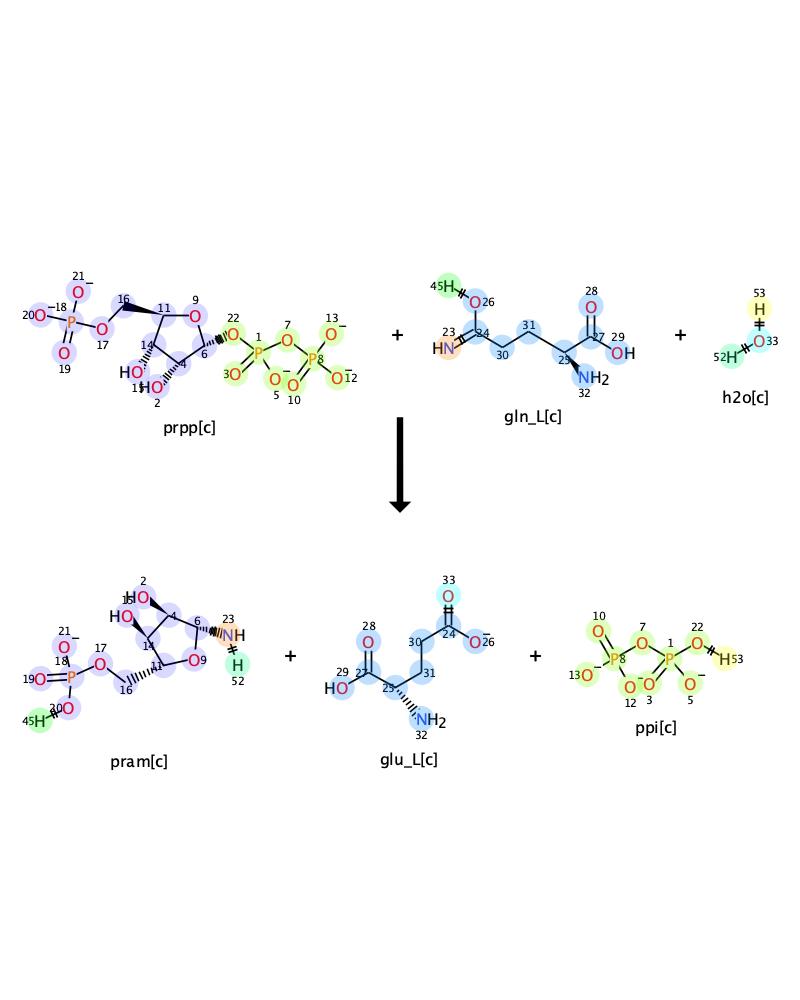 21
O−
20 O− 18 P 16 11 9 O
17 O 19 O
14 HO 15 HO 2 4 6
22 O 1 P 3 O O− 5 7 O 8 P 10 O 13 O− O− 12
prpp[c]
+
45 H O 26 23 HN 24 30 31 25 NH2 32 27 28 O 29 OH
gln_L[c]
+
53 H O 33 52 H
h2o[c]
2 HO 15 HO 4 14 6 23 NH H 52 11 O 9
21 O− 18 P 17 O 16 19 O 20 O 45 H
pram[c]
+
33 O 24 O− 26 30 31 28 O 27 29 HO 25 NH2 32
glu_L[c]
+
10 O 8 P 7 O 1 P 22 O H 53 13 O− O− 12 O 3 O− 5
ppi[c]